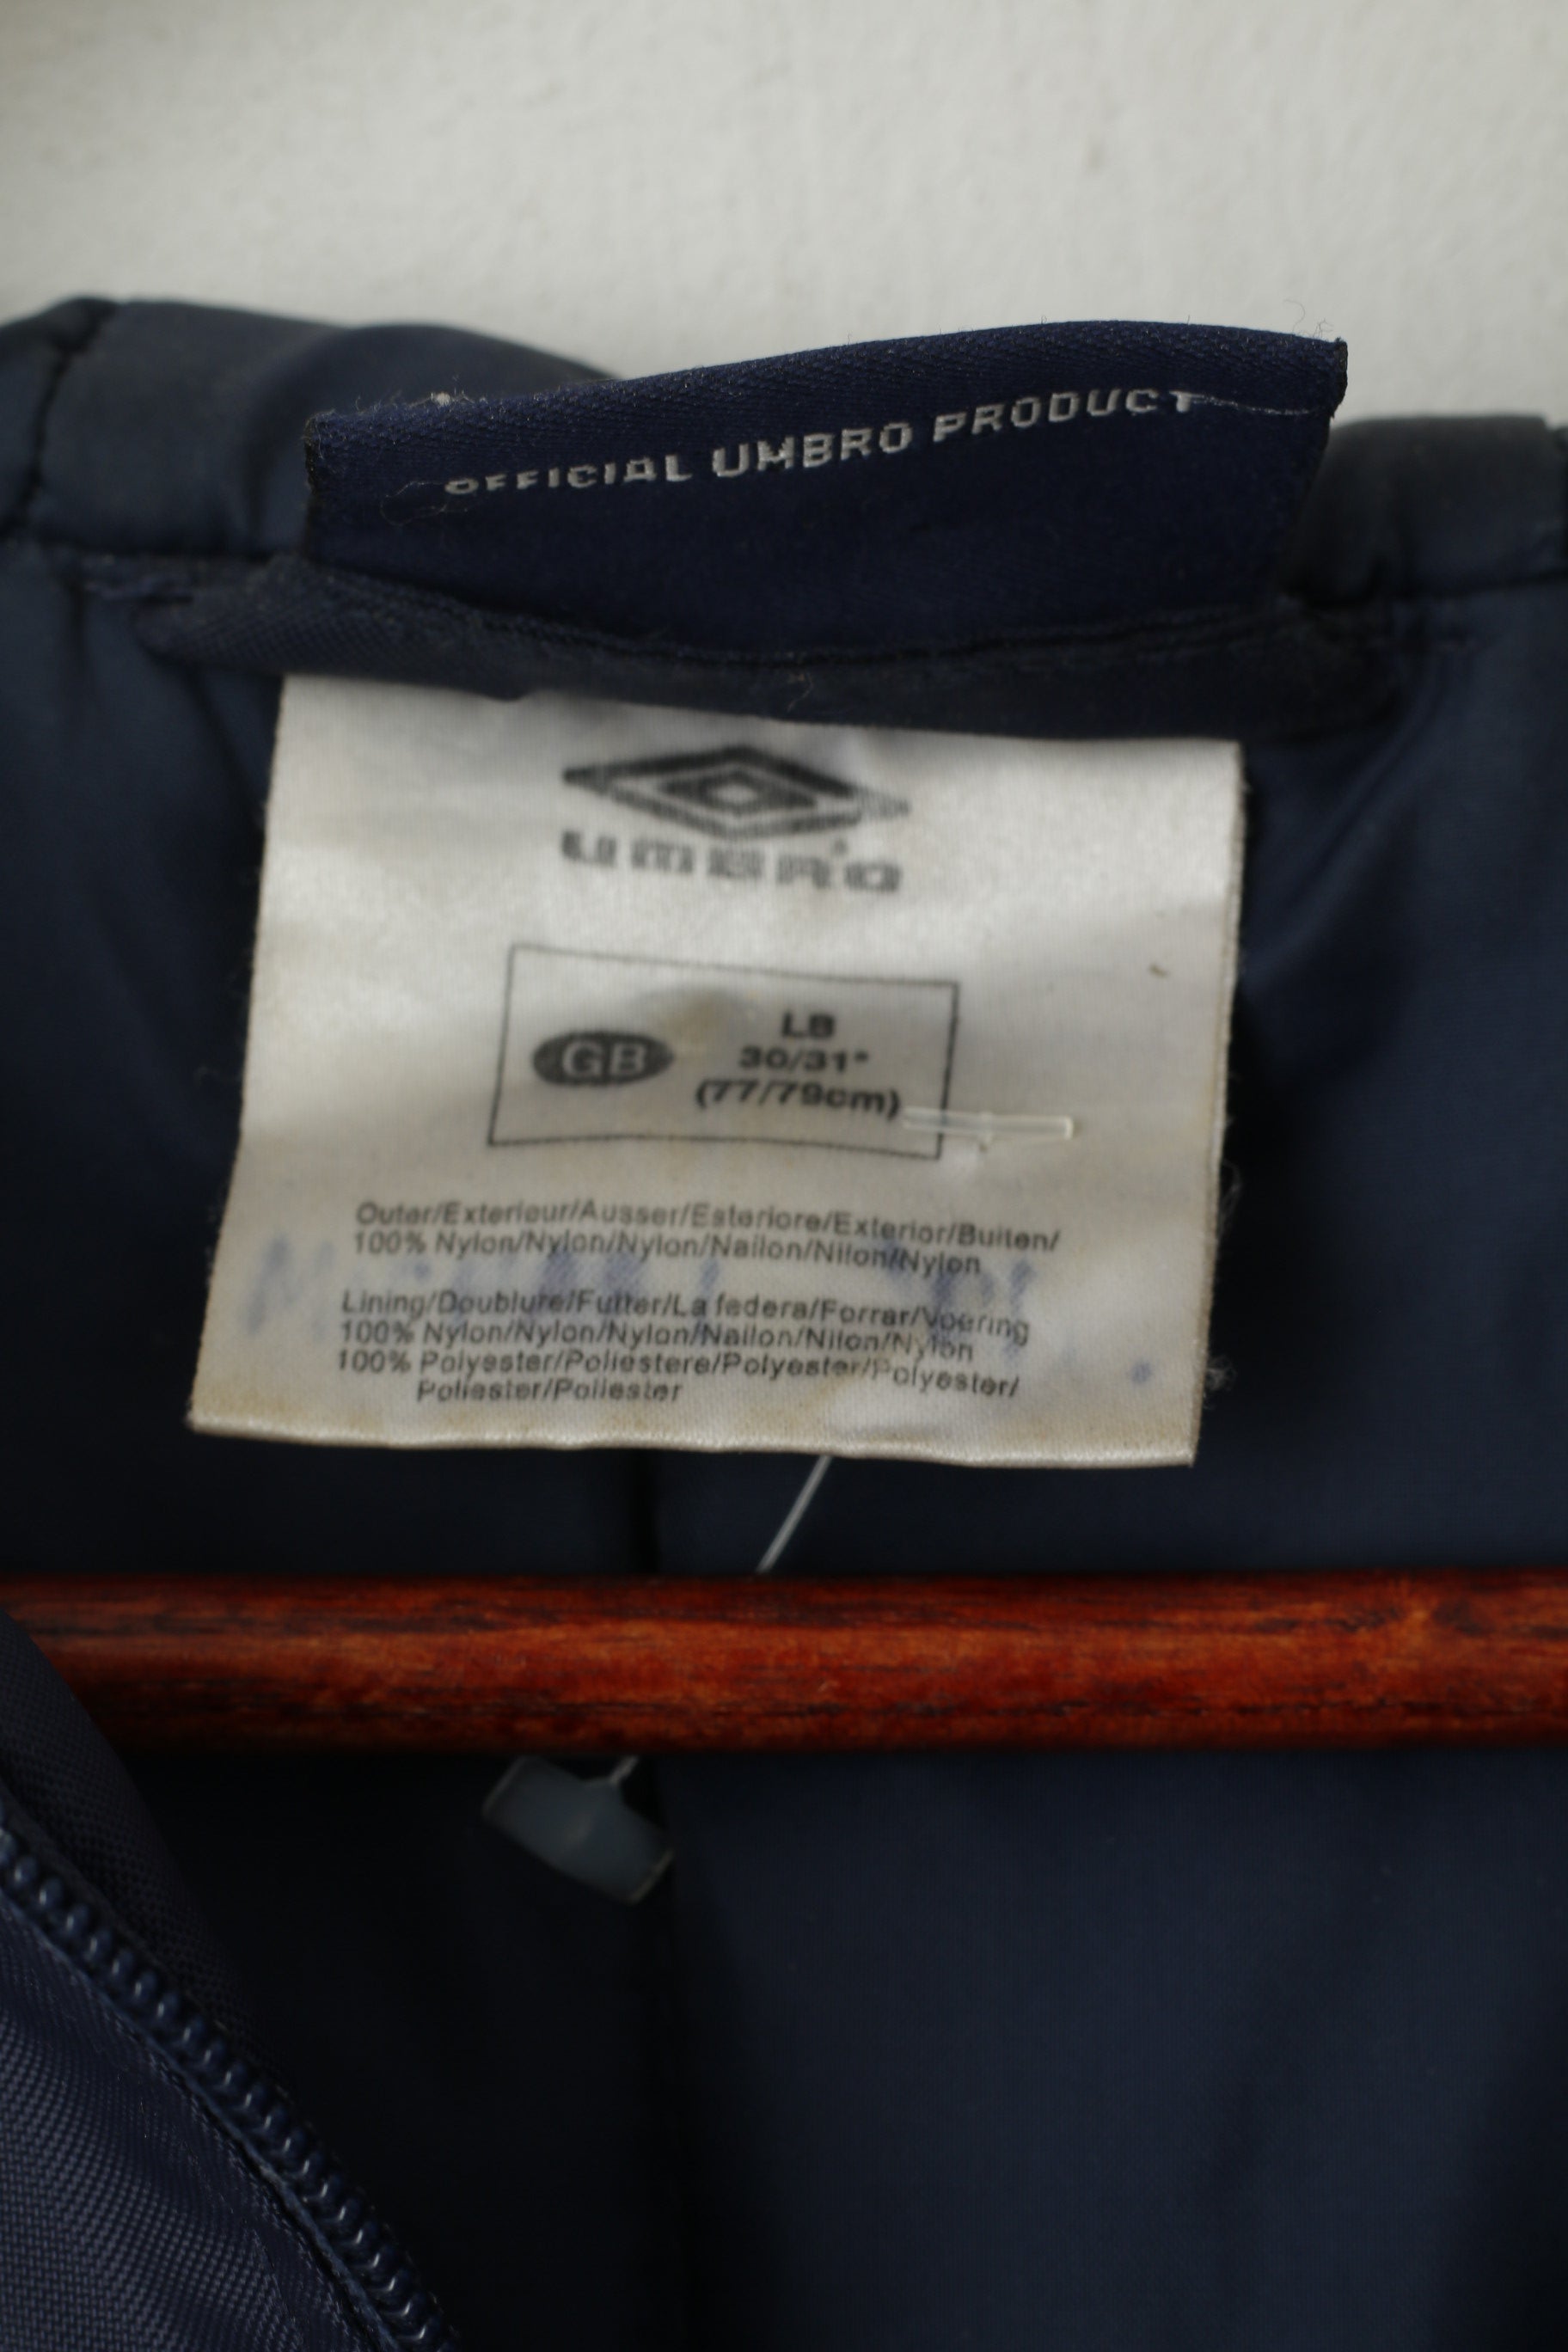 OFFICIAL UMBRO PRODUCT
UMBRO
GB
LB
30/31"
(77/79cm)
Outer/Exterieur/Ausser/Esteriore/Exterior/Buiten/
100% Nylon/Nylon/Nylon/Nailon/Nilon/Nylon
Lining/Doublure/Futter/La federa/Forrar/Voering
100% Nylon/Nylon/Nylon/Nailon/Nilon/Nylon
100% Polyester/Poliestere/Polyester/Polyester/
Poliester/Poliester